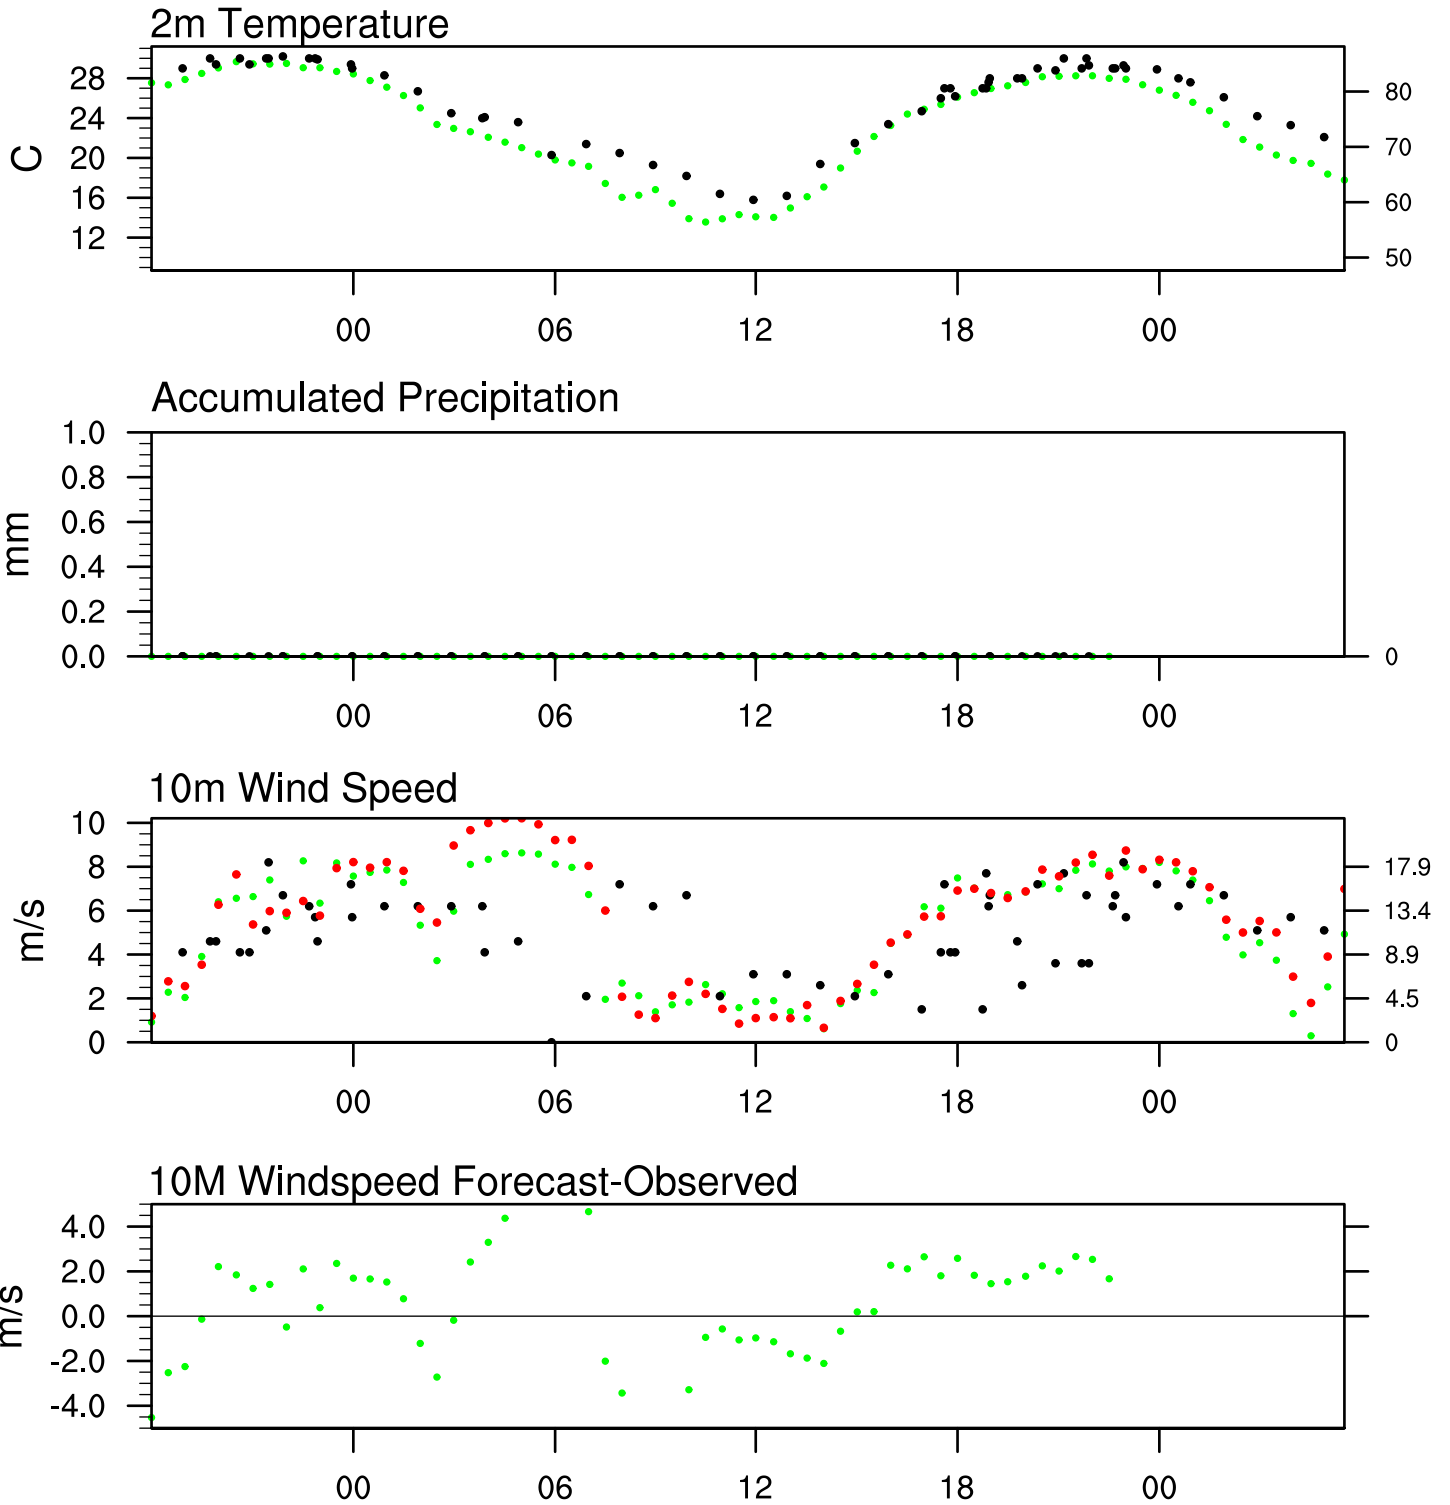 2m Temperature
C
28
24
20
16
12
80
70
60
50
00 06 12 18 00
Accumulated Precipitation
mm
1.0
0.8
0.6
0.4
0.2
0.0
0
00 06 12 18 00
10m Wind Speed
m/s
10
8
6
4
2
0
17.9
13.4
8.9
4.5
0
00 06 12 18 00
10M Windspeed Forecast-Observed
m/s
4.0
2.0
0.0
-2.0
-4.0
00 06 12 18 00